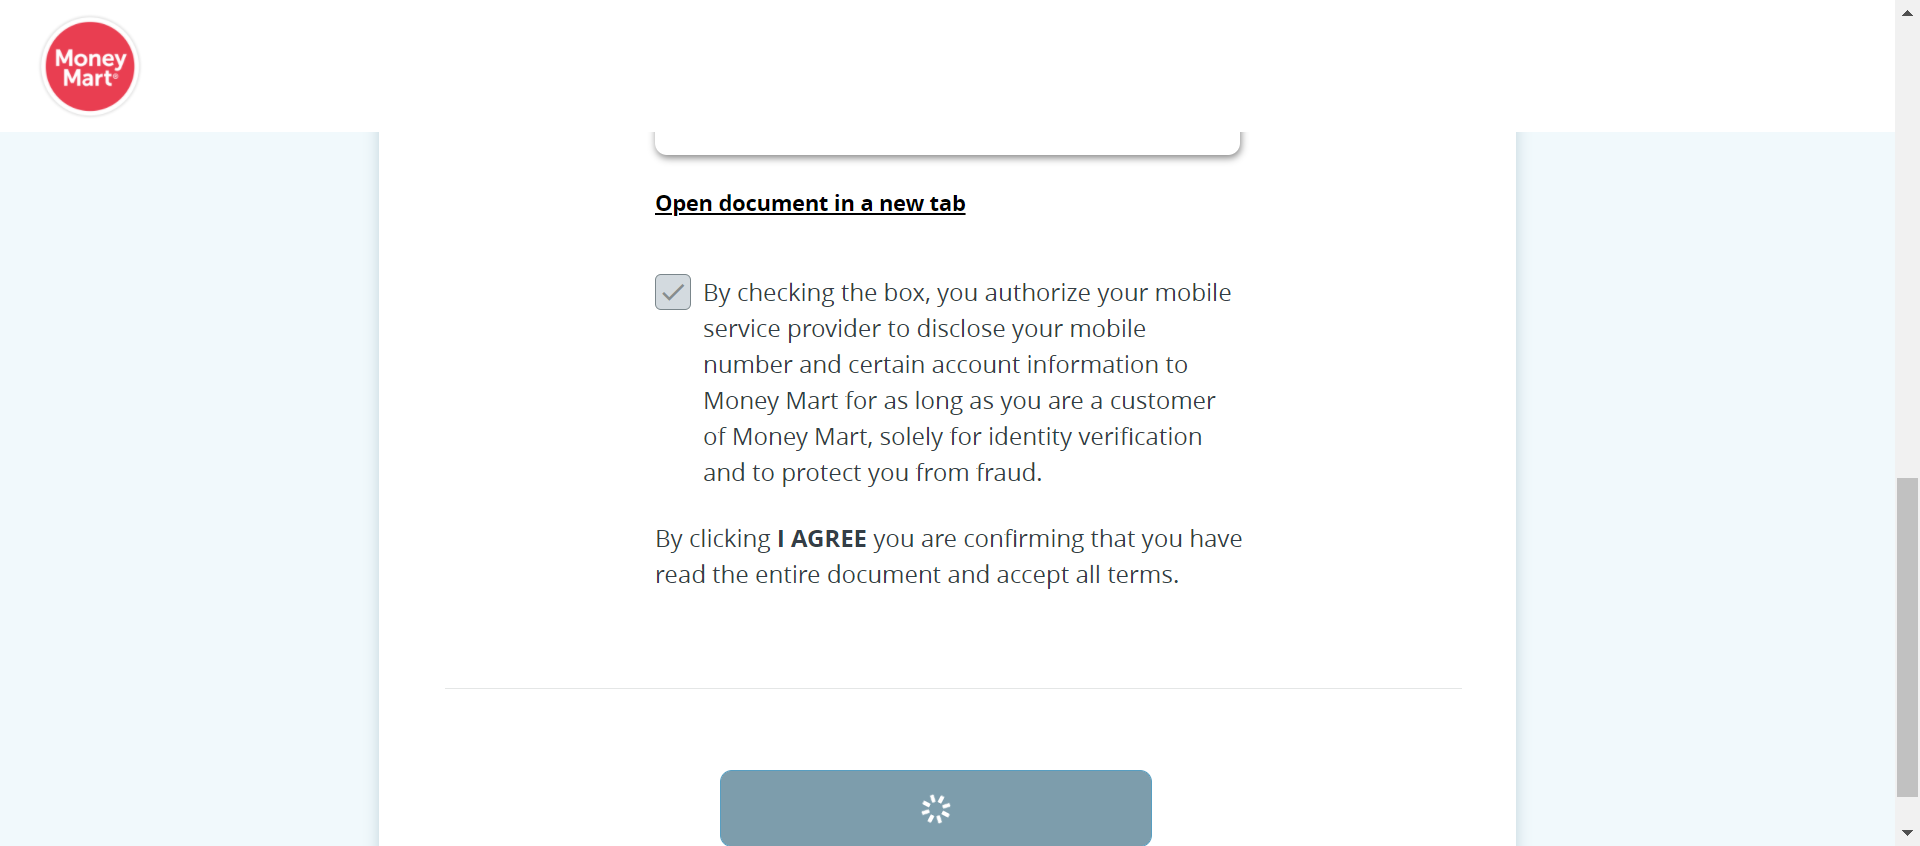 Money
Mart®
Open document in a new tab
By checking the box, you authorize your mobile
service provider to disclose your mobile
number and certain account information to
Money Mart for as long as you are a customer
of Money Mart, solely for identity verification
and to protect you from fraud.
By clicking I AGREE you are confirming that you have
read the entire document and accept all terms.